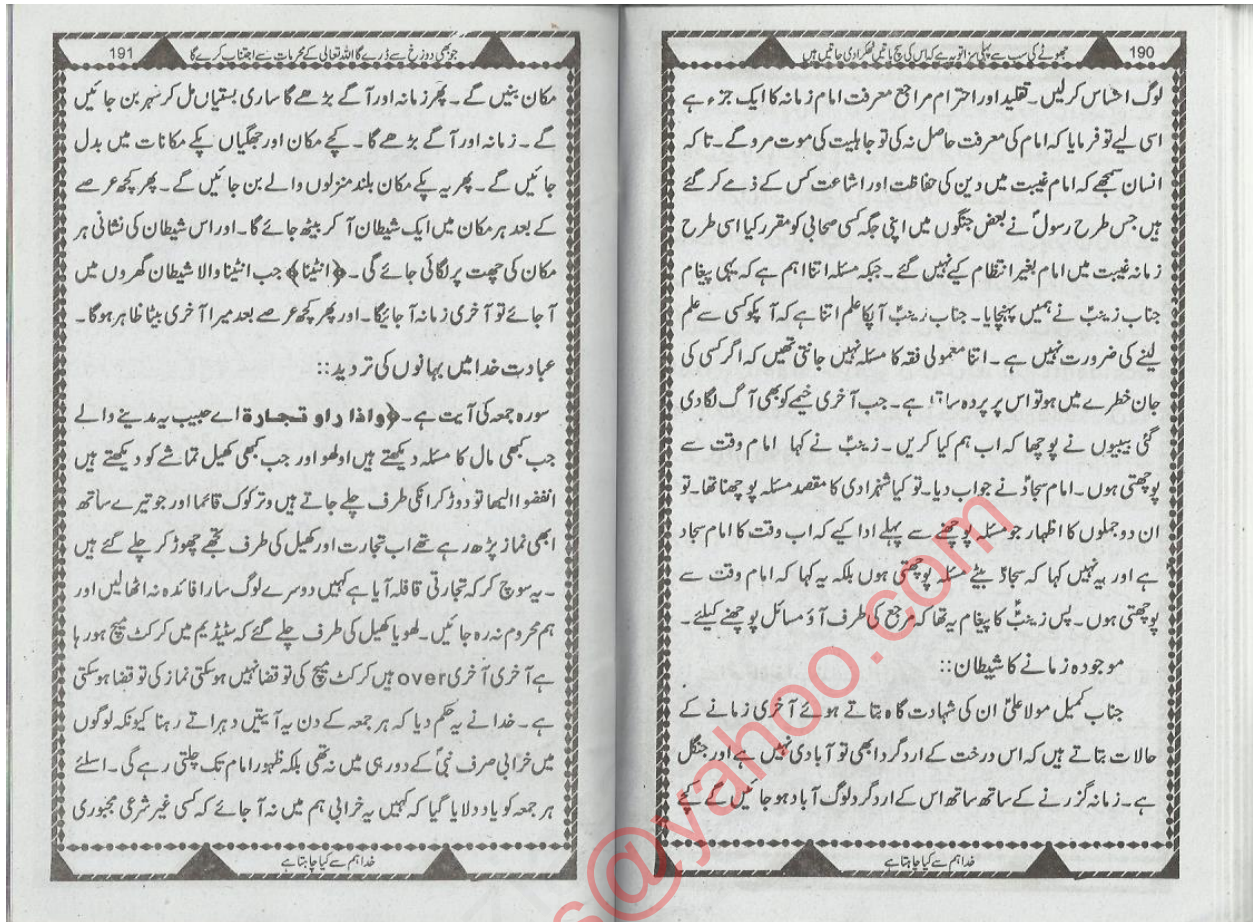 190
جھوٹے کی سب سے پہلی سزا تو یہ ہے کہ اس کی سچ باتیں ٹھکرا دی جاتیں ہیں
لوگ احساس کرلیں۔ تقلید اور احترام مراجع معرفت امام زمانہ کا ایک جزء ہے
اسی لیے تو فرمایا کہ امام کی معرفت حاصل نہ کی تو جاہلیت کی موت مروگے۔ تاکہ
انسان سمجھے کہ امام غیبت میں دین کی حفاظت اور اشاعت کس کے ذمے کر گئے
ہیں جس طرح رسولؐ نے بعض جنگوں میں اپنی جگہ کسی صحابی کو مقرر کیا اسی طرح
زمانہ غیبت میں امام بغیر انتظام کیے نہیں گئے۔ جبکہ مسئلہ اتنا اہم ہے کہ یہی پیغام
جناب زینبؑ نے ہمیں پہنچایا۔ جناب زینبؑ آپکا علم اتنا ہے کہ آپکو کسی سے علم
لینے کی ضرورت نہیں ہے۔ اتنا معمولی فقہ کا مسئلہ نہیں جانتی تھیں کہ اگر کسی کی
جان خطرے میں ہو تو اس پر پردہ ساقط ہے۔ جب آخری خیمے کو بھی آگ لگا دی
گئی بیبیوں نے پوچھا کہ اب ہم کیا کریں۔ زینبؑ نے کہا امام وقت سے
پوچھتی ہوں۔ امام سجادؑ نے جواب دیا۔ تو کیا شہزادی کا مقصد مسئلہ پوچھنا تھا۔ تو
ان دو جملوں کا اظہار جو مسئلہ پوچھنے سے پہلے ادا کیے کہ اب وقت کا امام سجاد
ہے اور یہ نہیں کہا کہ سجادؑ بیٹے مسئلہ پوچھتی ہوں بلکہ یہ کہا کہ امام وقت سے
پوچھتی ہوں۔ پس زینبؑ کا پیغام یہ تھا کہ مرجع کی طرف آؤ مسائل پوچھنے کیلئے۔
موجودہ زمانے کا شیطان::
جناب کمیل مولا علیؑ ان کی شہادت گاہ بتاتے ہوئے آخری زمانے کے
حالات بتاتے ہیں کہ اس درخت کے اردگرد ابھی تو آبادی نہیں ہے اور جنگل
ہے۔ زمانہ گزرنے کے ساتھ ساتھ اس کے اردگرد لوگ آباد ہو جائیں گے کچے
خدا ہم سے کیا چاہتا ہے
191
جو بھی دوزخ سے ڈرے گا اللہ تعالی کے محرمات سے اجتناب کرے گا
مکان بنیں گے۔ پھر زمانہ اور آگے بڑھے گا ساری بستیاں مل کر شہر بن جائیں
گے۔ زمانہ اور آگے بڑھے گا۔ کچے مکان اور جھگیاں پکے مکانات میں بدل
جائیں گے۔ پھر یہ پکے مکان بلند منزلوں والے بن جائیں گے۔ پھر کچھ عرصے
کے بعد ہر مکان میں ایک شیطان آکر بیٹھ جائے گا۔ اور اس شیطان کی نشانی ہر
مکان کی چھت پر لگائی جائے گی۔ ﴿انٹینا﴾ جب انٹینا والا شیطان گھروں میں
آجائے تو آخری زمانہ آجائیگا۔ اور پھر کچھ عرصے بعد میرا آخری بیٹا ظاہر ہوگا۔
عبادت خدا میں بہانوں کی تردید::
سورہ جمعہ کی آیت ہے۔ ﴿واذا راو تجارة اے حبیب یہ مدینے والے
جب کبھی مال کا مسئلہ دیکھتے ہیں اولھو اور جب کبھی کھیل تماشے کو دیکھتے ہیں
انفضوا الیھا تو دوڑ کر انکی طرف چلے جاتے ہیں وترکوک قائما اور جو تیرے ساتھ
ابھی نماز پڑھ رہے تھے اب تجارت اور کھیل کی طرف تجھے چھوڑ کر چلے گئے ہیں
۔ یہ سوچ کر کہ تجارتی قافلہ آیا ہے کہیں دوسرے لوگ سارا فائدہ نہ اٹھالیں اور
ہم محروم نہ رہ جائیں۔ لھو یا کھیل کی طرف چلے گئے کہ سٹیڈیم میں کرکٹ میچ ہورہا
ہے آخری آخری over ہیں کرکٹ میچ کی تو قضا نہیں ہوسکتی نماز کی تو قضا ہوسکتی
ہے۔ خدا نے یہ حکم دیا کہ ہر جمعہ کے دن یہ آیتیں دہراتے رہنا کیونکہ لوگوں
میں خرابی صرف نبیؐ کے دور ہی میں نہ تھی بلکہ ظہور امام تک چلتی رہے گی۔ اسلئے
ہر جمعہ کو یاد دلایا گیا کہ کہیں یہ خرابی ہم میں نہ آجائے کہ کسی غیر شرعی مجبوری
خدا ہم سے کیا چاہتا ہے
s@yahoo.com